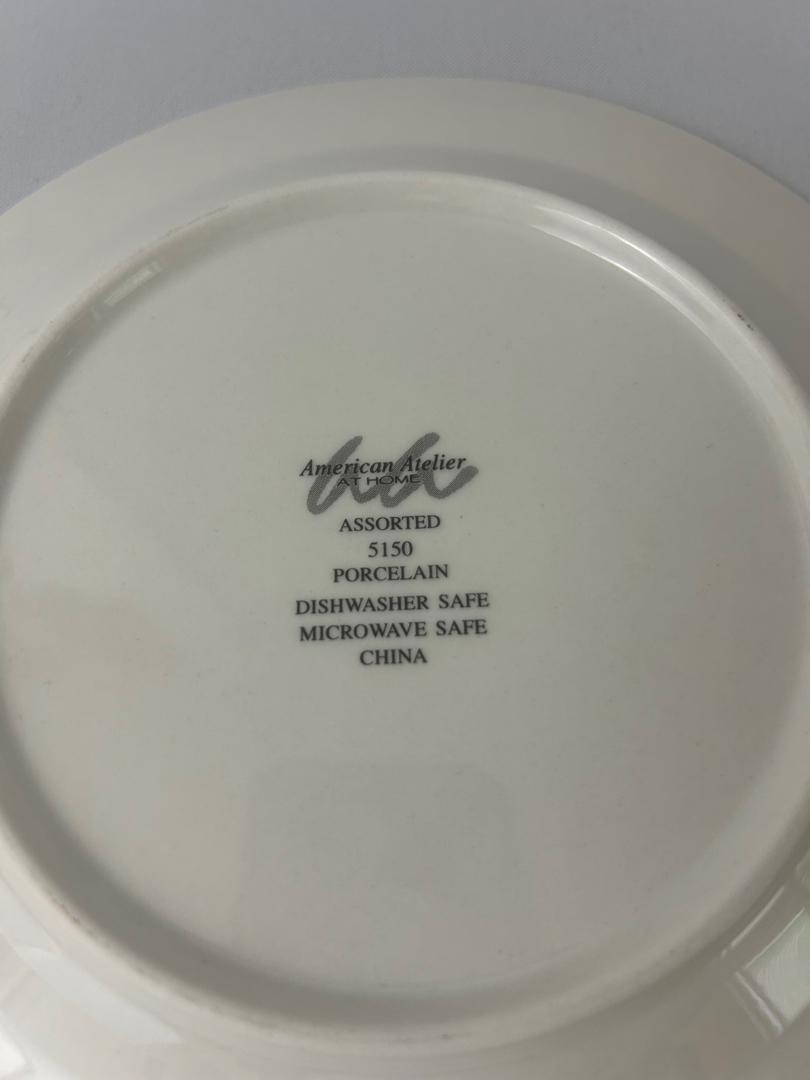 American Atelier
AT HOME
ASSORTED
5150
PORCELAIN
DISHWASHER SAFE
MICROWAVE SAFE
CHINA